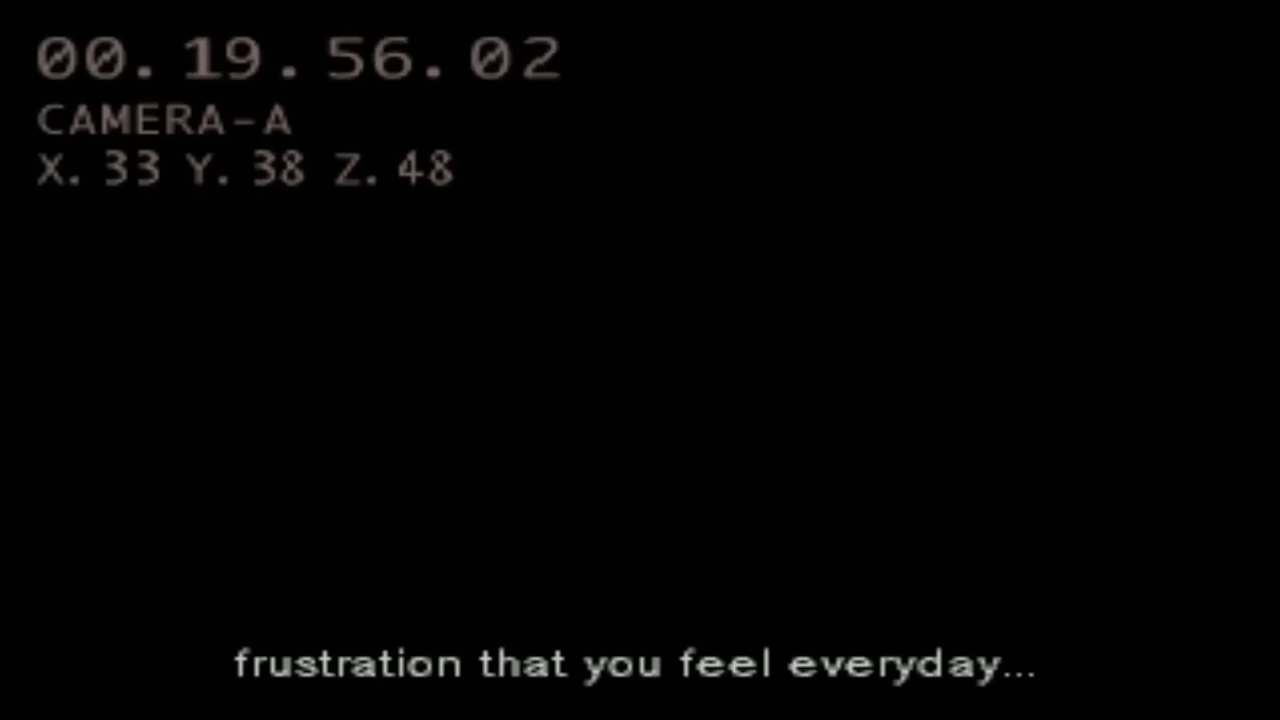 00.19.56.02
CAMERA-A
X. 33 Y. 38 Z. 48
frustration that you feel everyday...